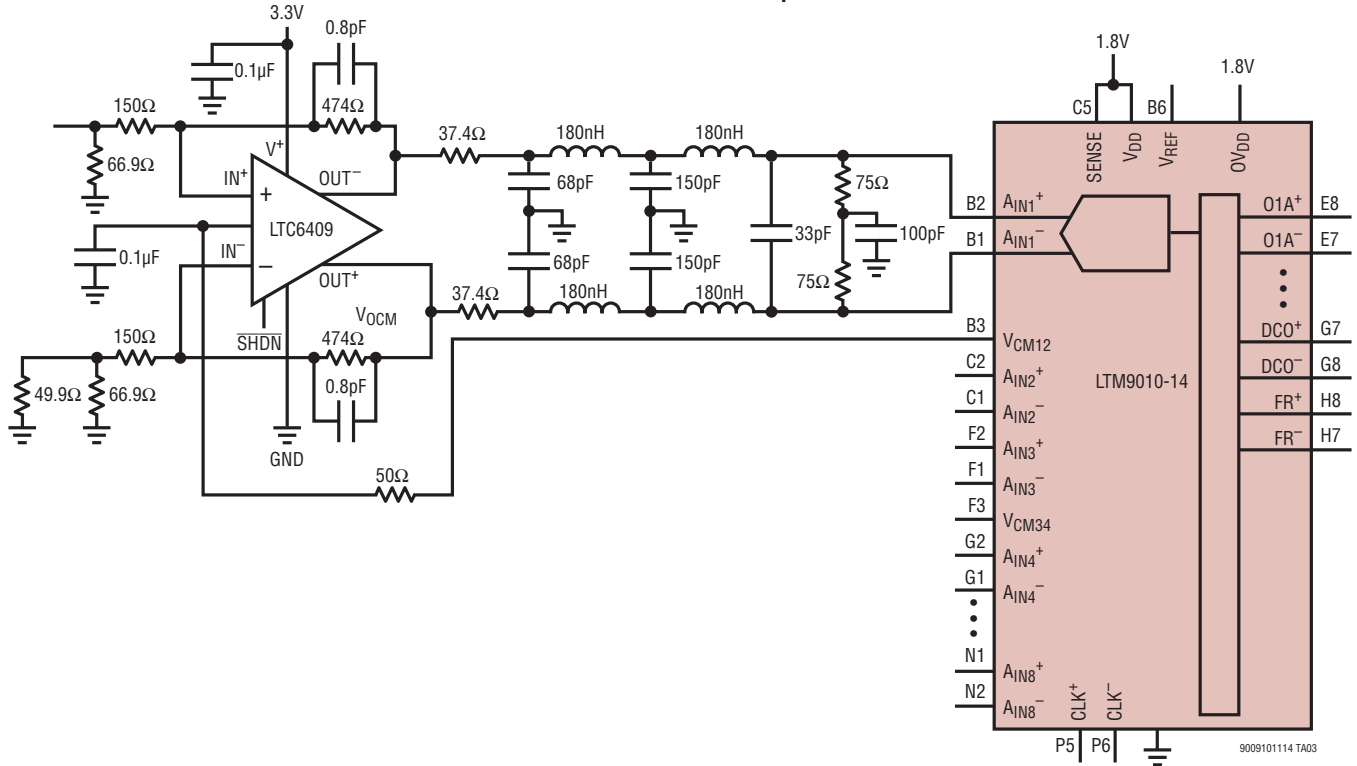 3.3V
0.8pF
0.1µF
1.8V
1.8V
150Ω
474Ω
C5
B6
37.4Ω
180nH
180nH
SENSE
VDD
VREF
OVDD
66.9Ω
V+
IN+
OUT–
68pF
150pF
75Ω
+
LTC6409
B2
AIN1+
O1A+
E8
33pF
100pF
B1
AIN1–
O1A–
E7
0.1µF
IN–
–
OUT+
68pF
150pF
75Ω
37.4Ω
180nH
180nH
150Ω
SHDN
VOCM
474Ω
B3
VCM12
DCO+
G7
C2
AIN2+
LTM9010-14
DCO–
G8
49.9Ω
66.9Ω
0.8pF
C1
AIN2–
FR+
H8
F2
AIN3+
FR–
H7
GND
F1
AIN3–
50Ω
F3
VCM34
G2
AIN4+
G1
AIN4–
N1
AIN8+
N2
AIN8–
CLK+
CLK–
P5
P6
9009101114 TA03